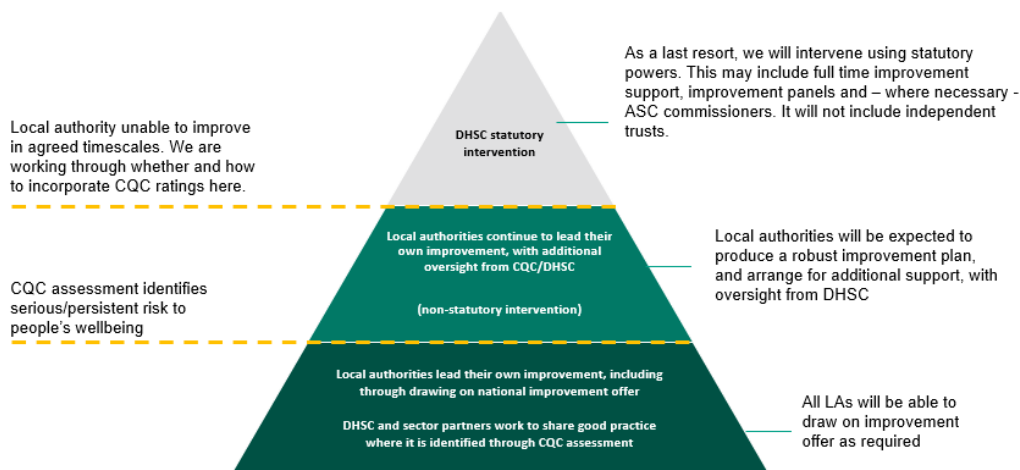 As a last resort, we will intervene using statutory
powers. This may include full time improvement
support, improvement panels and – where necessary -
ASC commissioners. It will not include independent
trusts.
DHSC statutory
intervention
Local authority unable to improve
in agreed timescales. We are
working through whether and how
to incorporate CQC ratings here.
Local authorities continue to lead their
own improvement, with additional
oversight from CQC/DHSC
(non-statutory intervention)
Local authorities will be expected to
produce a robust improvement plan,
and arrange for additional support, with
oversight from DHSC
CQC assessment identifies
serious/persistent risk to
people's wellbeing
Local authorities lead their own improvement, including
through drawing on national improvement offer
DHSC and sector partners work to share good practice
where it is identified through CQC assessment
All LAs will be able to
draw on improvement
offer as required